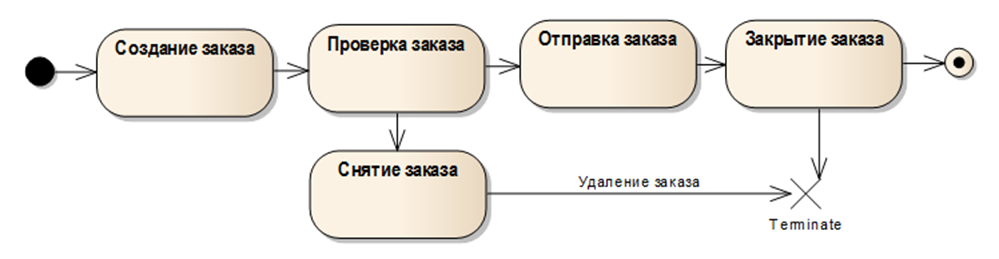 Создание заказа
Проверка заказа
Отправка заказа
Закрытие заказа
Снятие заказа
Удаление заказа
Terminate